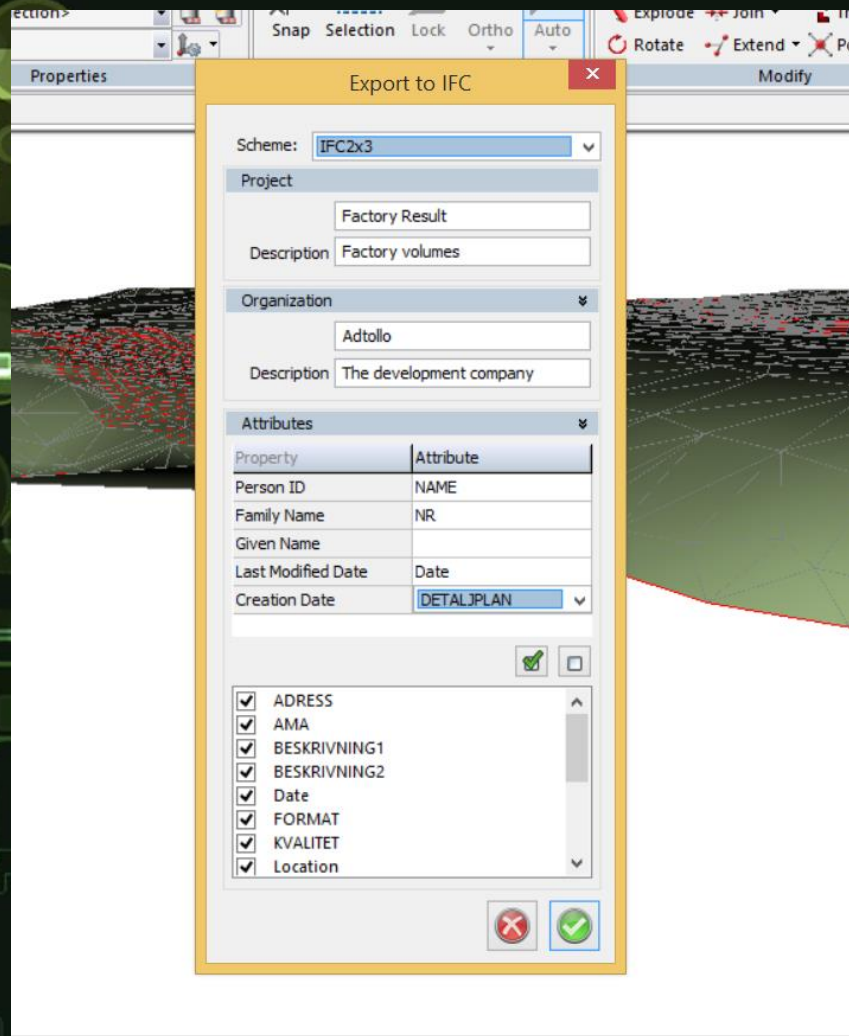 Snap Selection Lock Ortho Auto
Explode Join
Rotate Extend
Properties
Modify
Export to IFC
Scheme: IFC2x3
Project
Factory Result
Description Factory volumes
Organization
Adtollo
Description The development company
Attributes
Property Attribute
Person ID NAME
Family Name NR
Given Name
Last Modified Date Date
Creation Date DETALJPLAN
ADRESS
AMA
BESKRIVNING1
BESKRIVNING2
Date
FORMAT
KVALITET
Location